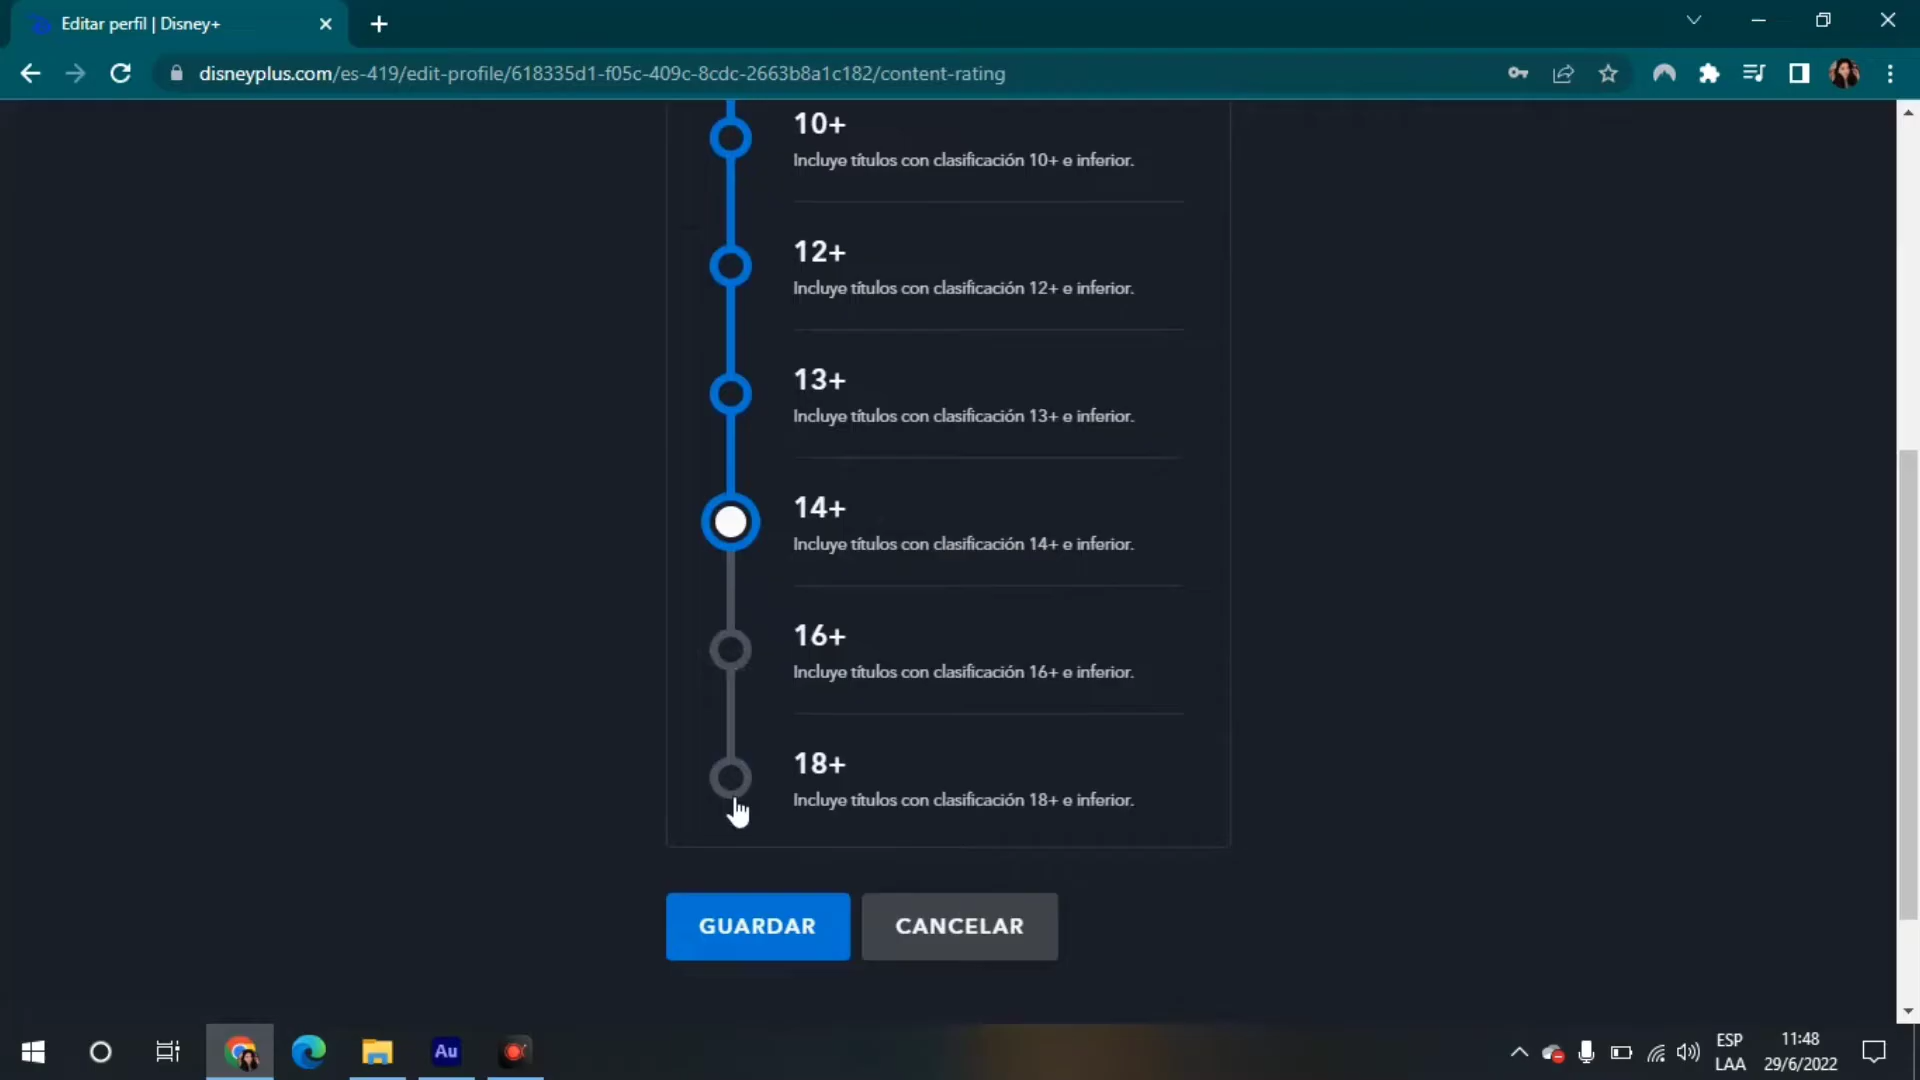 Editar perfil | Disney+
disneyplus.com/es-419/edit-profile/618335d1-f05c-409c-8cdc-2663b8a1c182/content-rating
10+
Incluye títulos con clasificación 10+ e inferior.
12+
Incluye títulos con clasificación 12+ e inferior.
13+
Incluye títulos con clasificación 13+ e inferior.
14+
Incluye títulos con clasificación 14+ e inferior.
16+
Incluye títulos con clasificación 16+ e inferior.
18+
Incluye títulos con clasificación 18+ e inferior.
GUARDAR CANCELAR
Au
ESP 11:48
LAA 29/6/2022